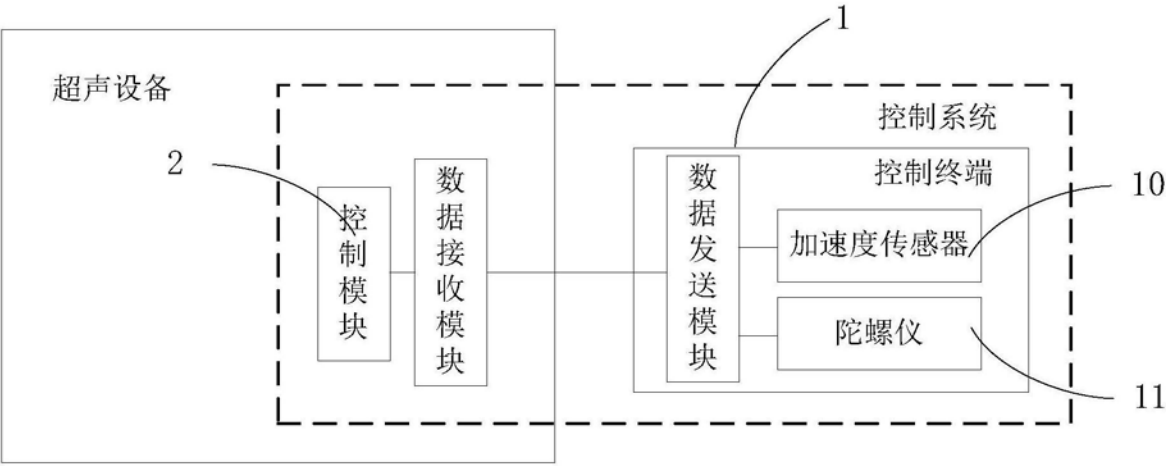 1
超声设备
控制系统
2
数据接收模块
数据发送模块
控制终端
10
控制模块
加速度传感器
陀螺仪
11